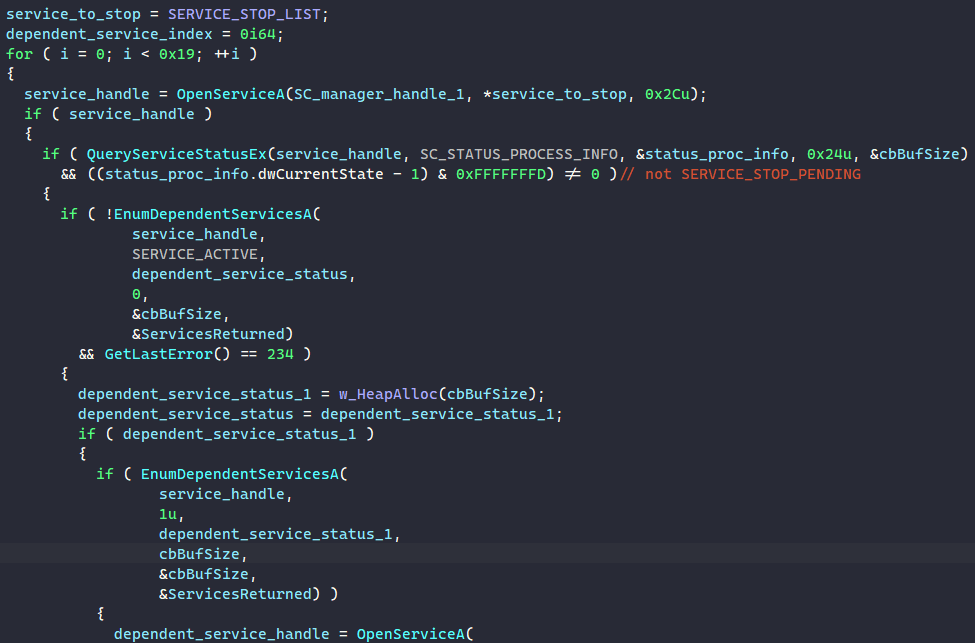 service_to_stop = SERVICE_STOP_LIST;
dependent_service_index = 0i64;
for ( i = 0; i < 0x19; ++i )
{
service_handle = OpenServiceA(SC_manager_handle_1, *service_to_stop, 0x2Cu);
if ( service_handle )
{
if ( QueryServiceStatusEx(service_handle, SC_STATUS_PROCESS_INFO, &status_proc_info, 0x24u, &cbBufSize)
&& ((status_proc_info.dwCurrentState - 1) & 0xFFFFFFFD) ≠ 0 )// not SERVICE_STOP_PENDING
{
if ( !EnumDependentServicesA(
service_handle,
SERVICE_ACTIVE,
dependent_service_status,
0,
&cbBufSize,
&ServicesReturned)
&& GetLastError() == 234 )
{
dependent_service_status_1 = w_HeapAlloc(cbBufSize);
dependent_service_status = dependent_service_status_1;
if ( dependent_service_status_1 )
{
if ( EnumDependentServicesA(
service_handle,
1u,
dependent_service_status_1,
cbBufSize,
&cbBufSize,
&ServicesReturned) )
{
dependent_service_handle = OpenServiceA(